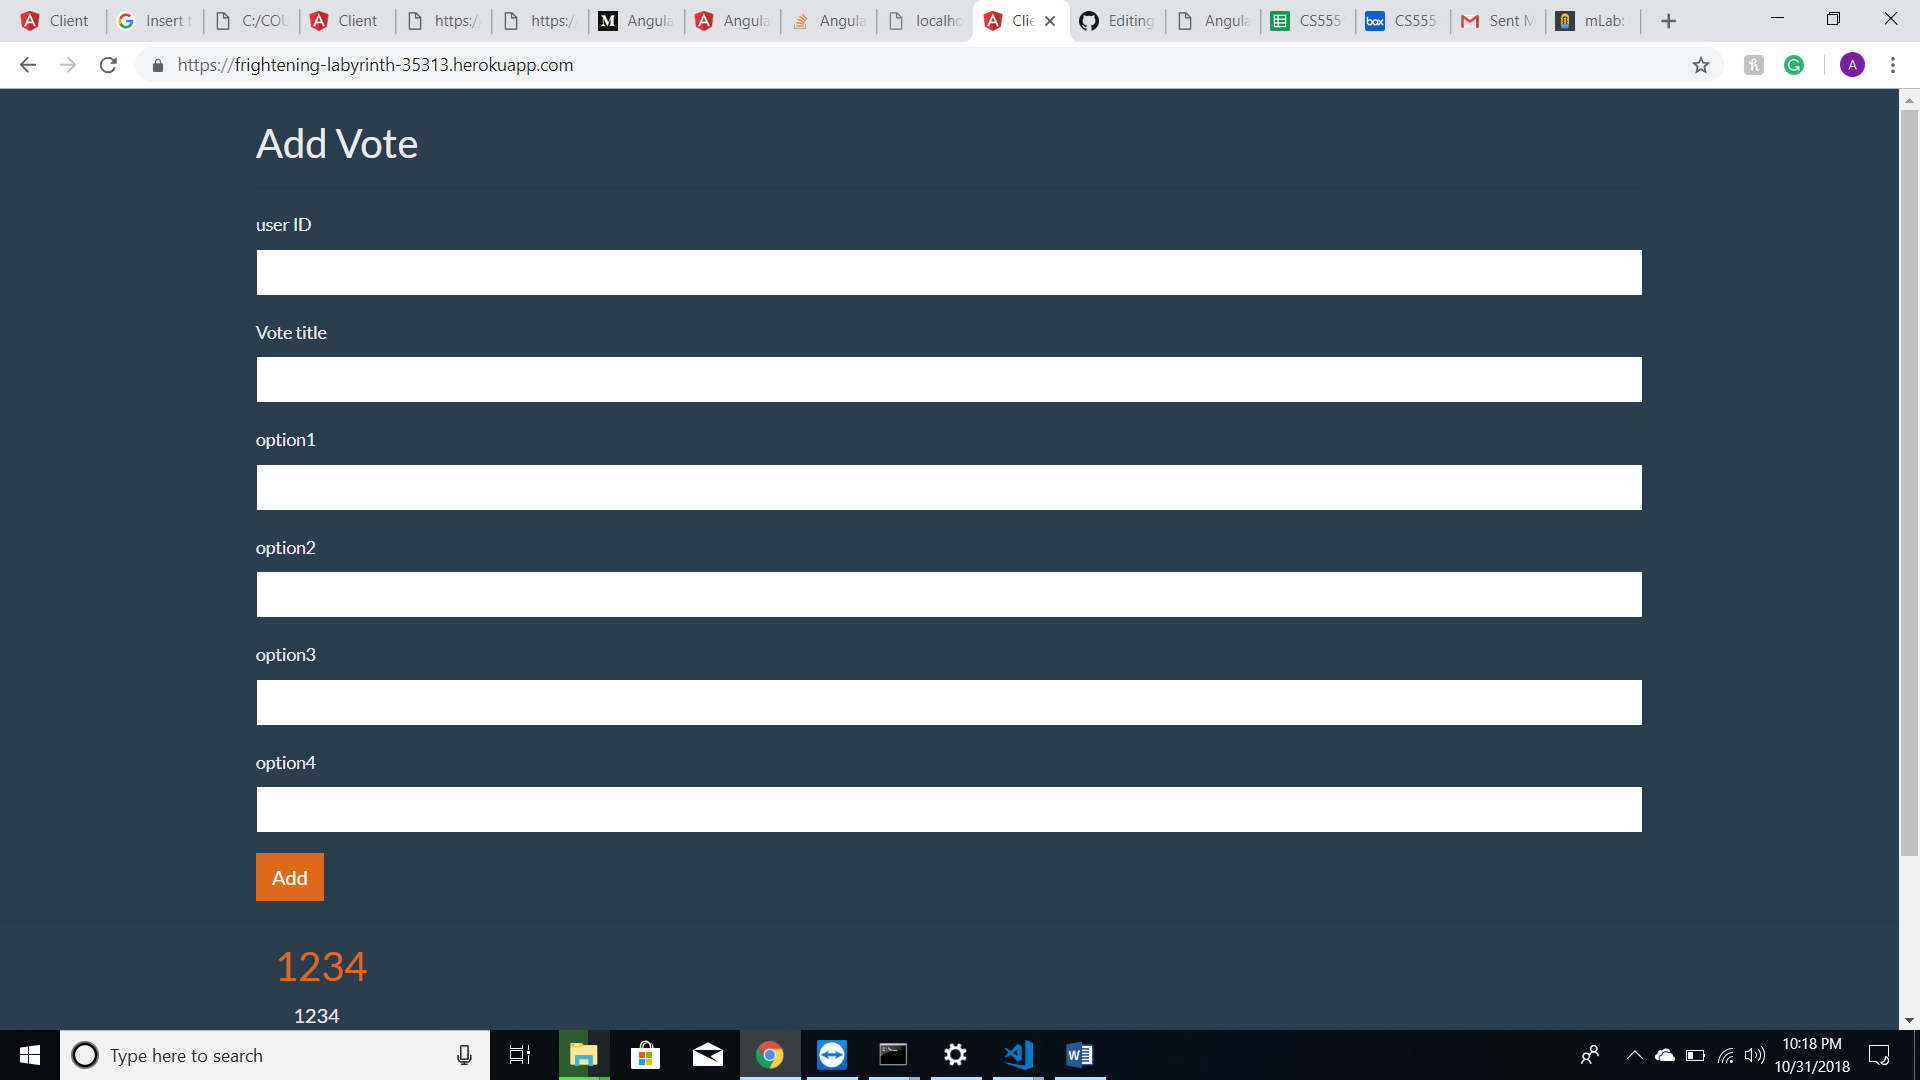 Client
Insert t
C:/COU
Client
https:/
https:/
Angula
Angula
Angula
localho
Clie
Editing
Angula
CS555
box
CS555
Sent M
mLab:
https://frightening-labyrinth-35313.herokuapp.com
A
Add Vote
user ID
Vote title
option1
option2
option3
option4
Add
1234
1234
Type here to search
10:18 PM
10/31/2018